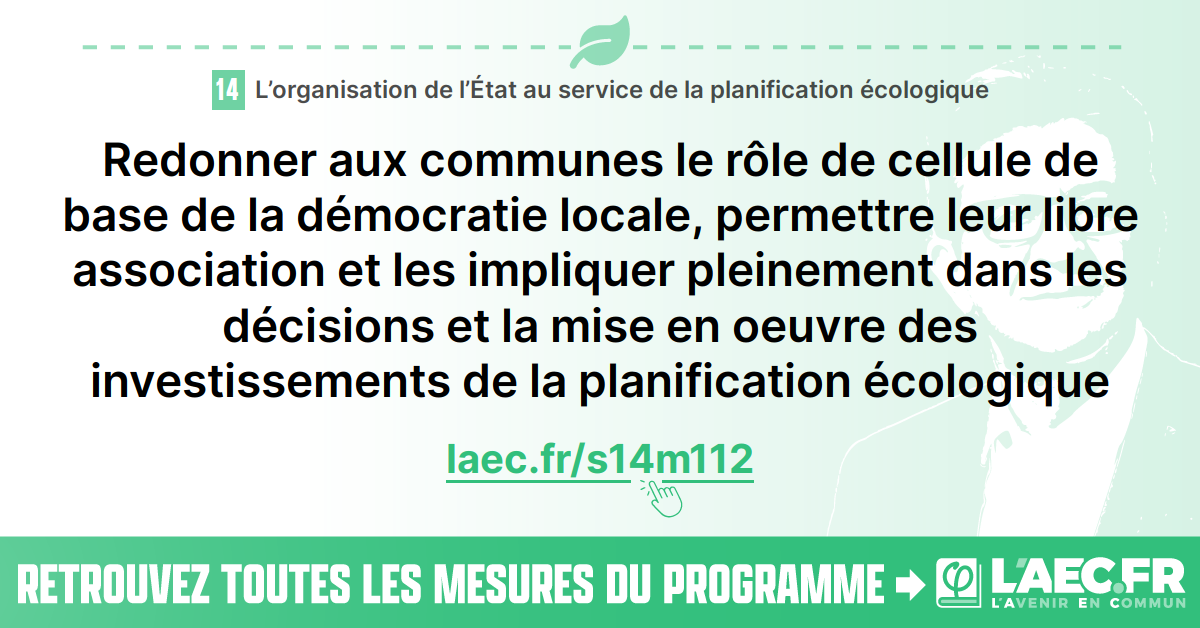 14 L’organisation de l’État au service de la planification écologique
Redonner aux communes le rôle de cellule de
base de la démocratie locale, permettre leur libre
association et les impliquer pleinement dans les
décisions et la mise en oeuvre des
investissements de la planification écologique
laec.fr/s14m112
RETROUVEZ TOUTES LES MESURES DU PROGRAMME
L'AEC.FR
L'AVENIR EN COMMUN